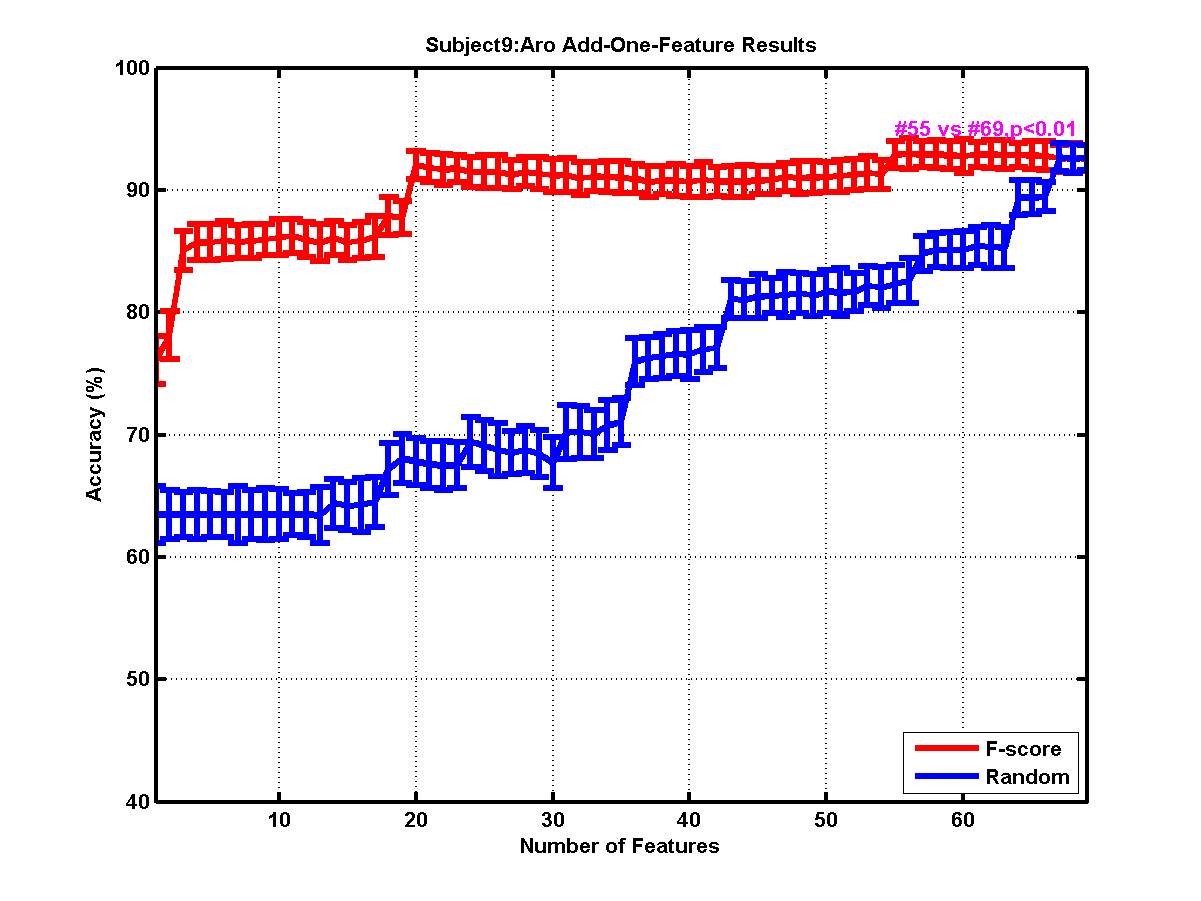 Subject9:Aro Add-One-Feature Results
100
90
80
70
60
50
40
Accuracy (%)
#55 vs #69,p<0.01
F-score
Random
10 20 30 40 50 60
Number of Features